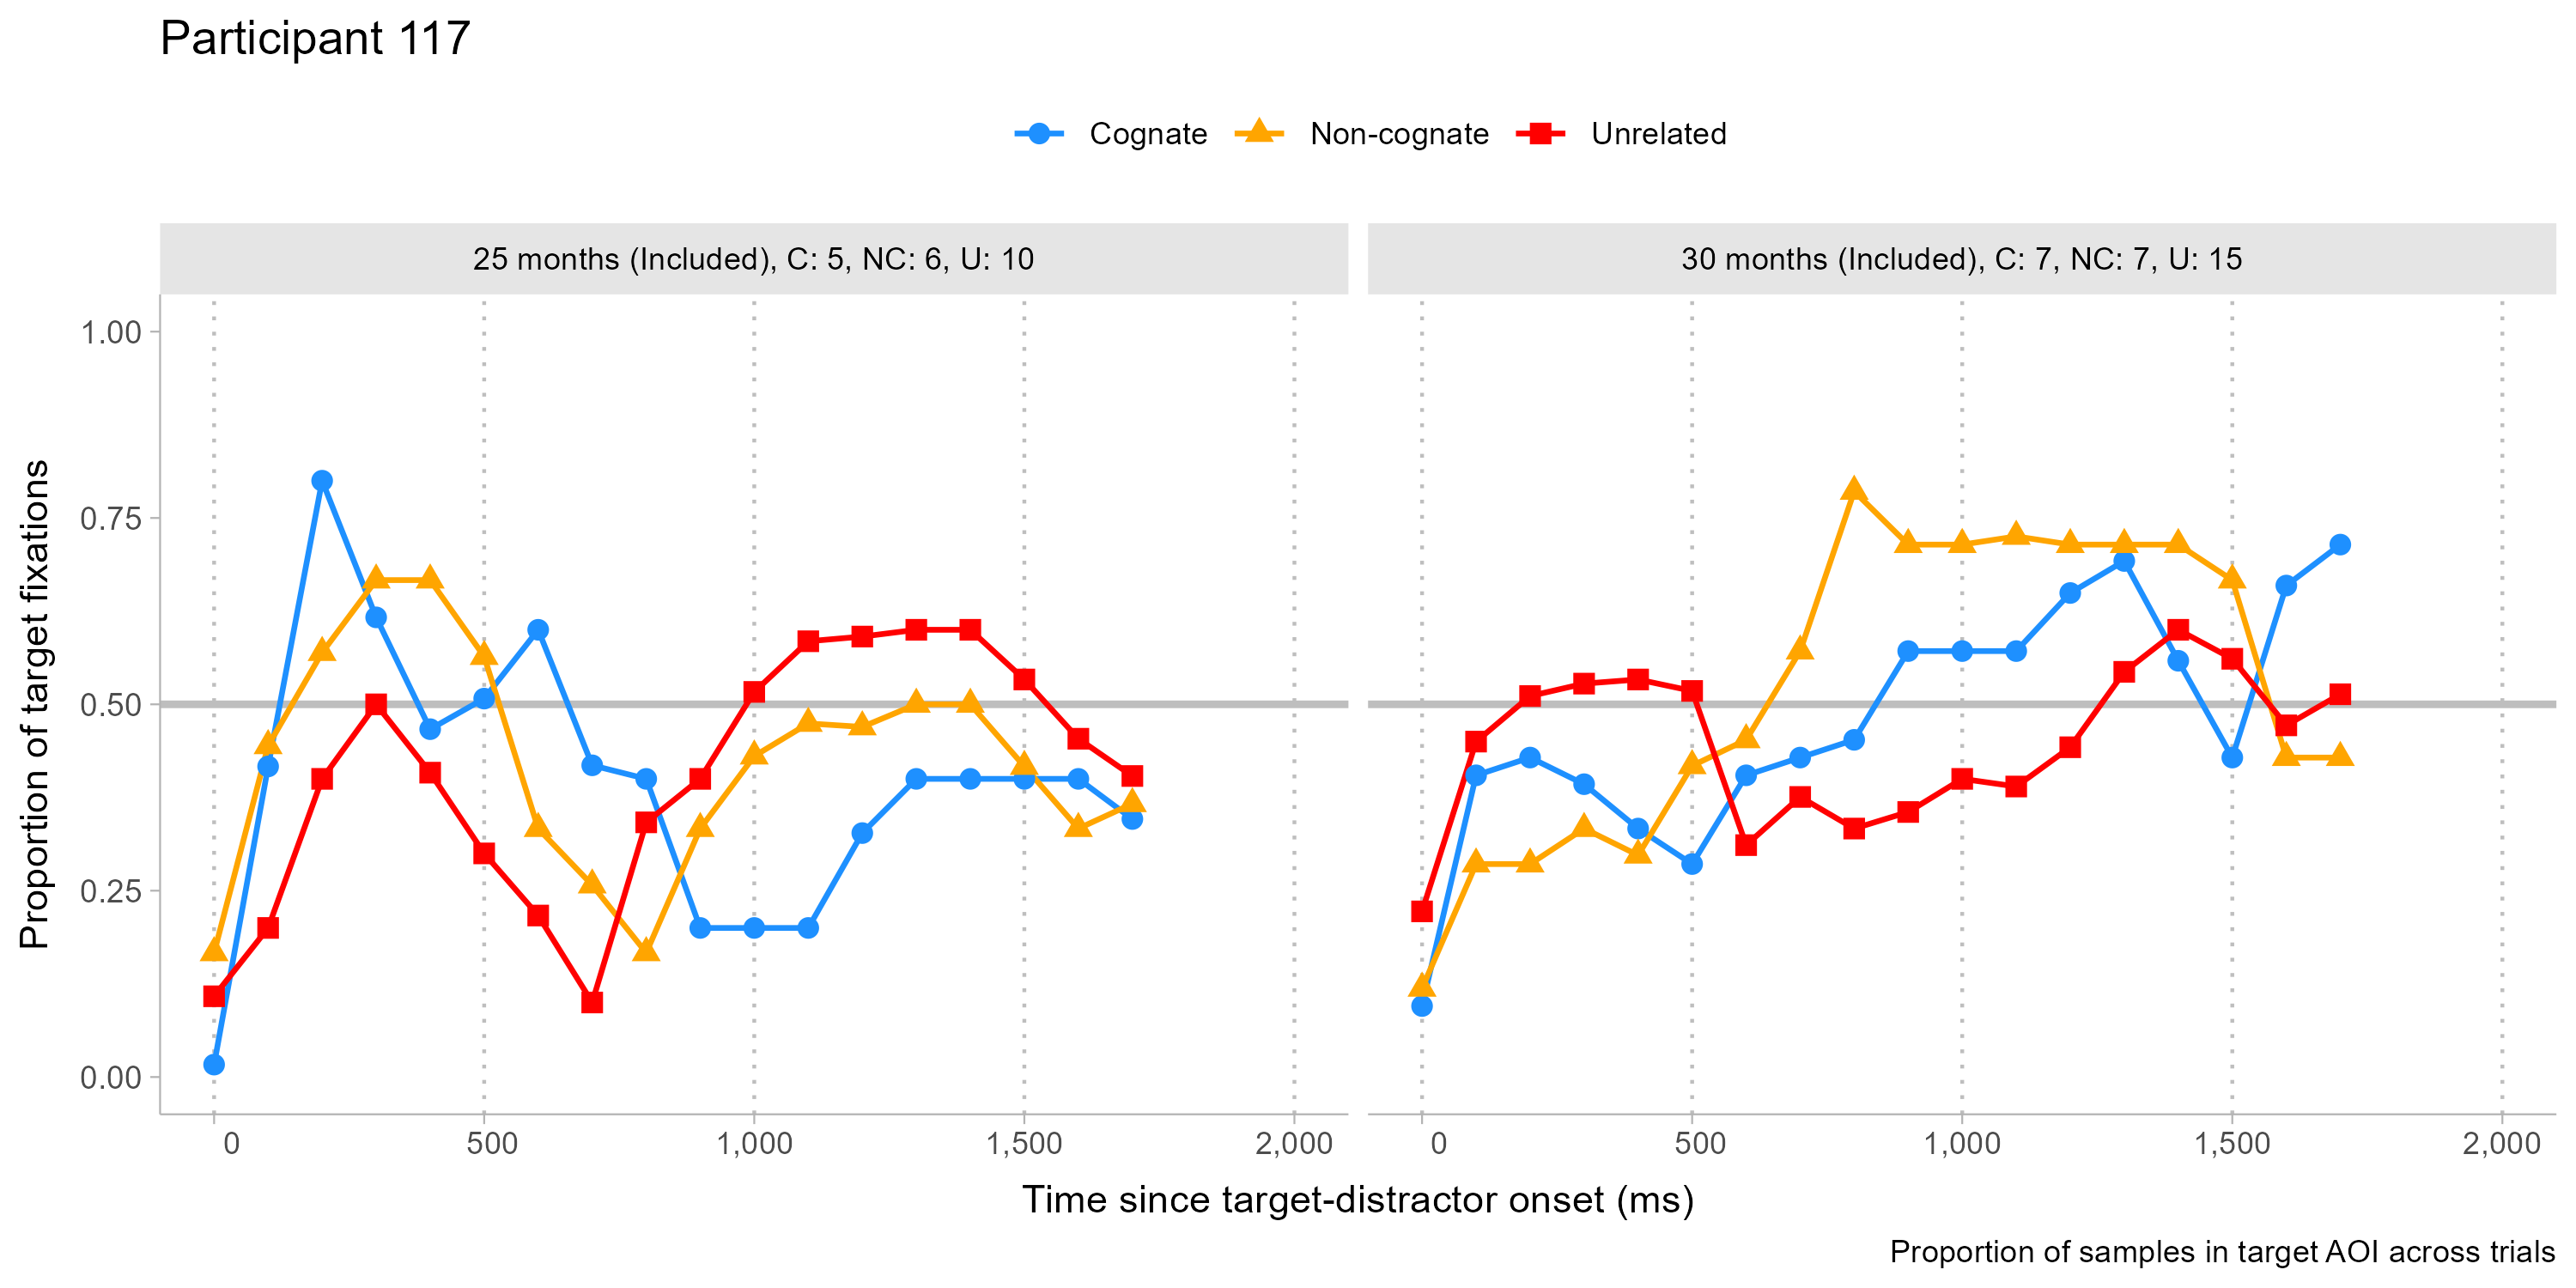 Participant 117
Cognate Non-cognate Unrelated
25 months (Included), C: 5, NC: 6, U: 10
30 months (Included), C: 7, NC: 7, U: 15
Proportion of target fixations
1.00
0.75
0.50
0.25
0.00
0 500 1,000 1,500 2,000
0 500 1,000 1,500 2,000
Time since target-distractor onset (ms)
Proportion of samples in target AOI across trials